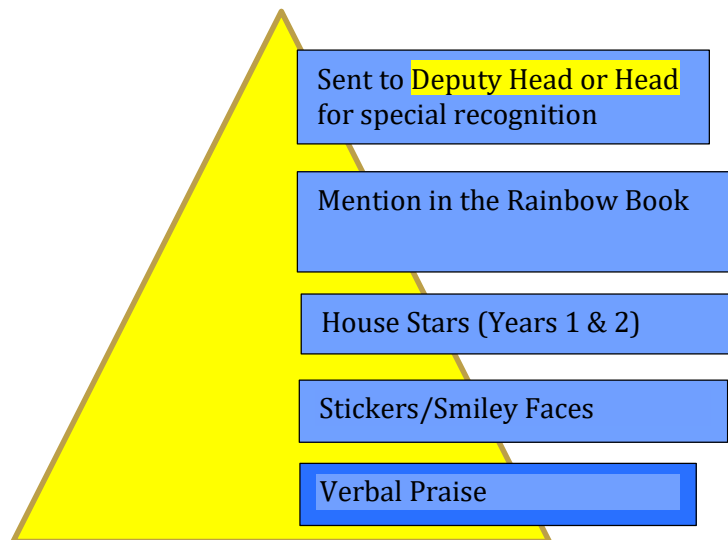 Sent to Deputy Head or Head
for special recognition
Mention in the Rainbow Book
House Stars (Years 1 & 2)
Stickers/Smiley Faces
Verbal Praise